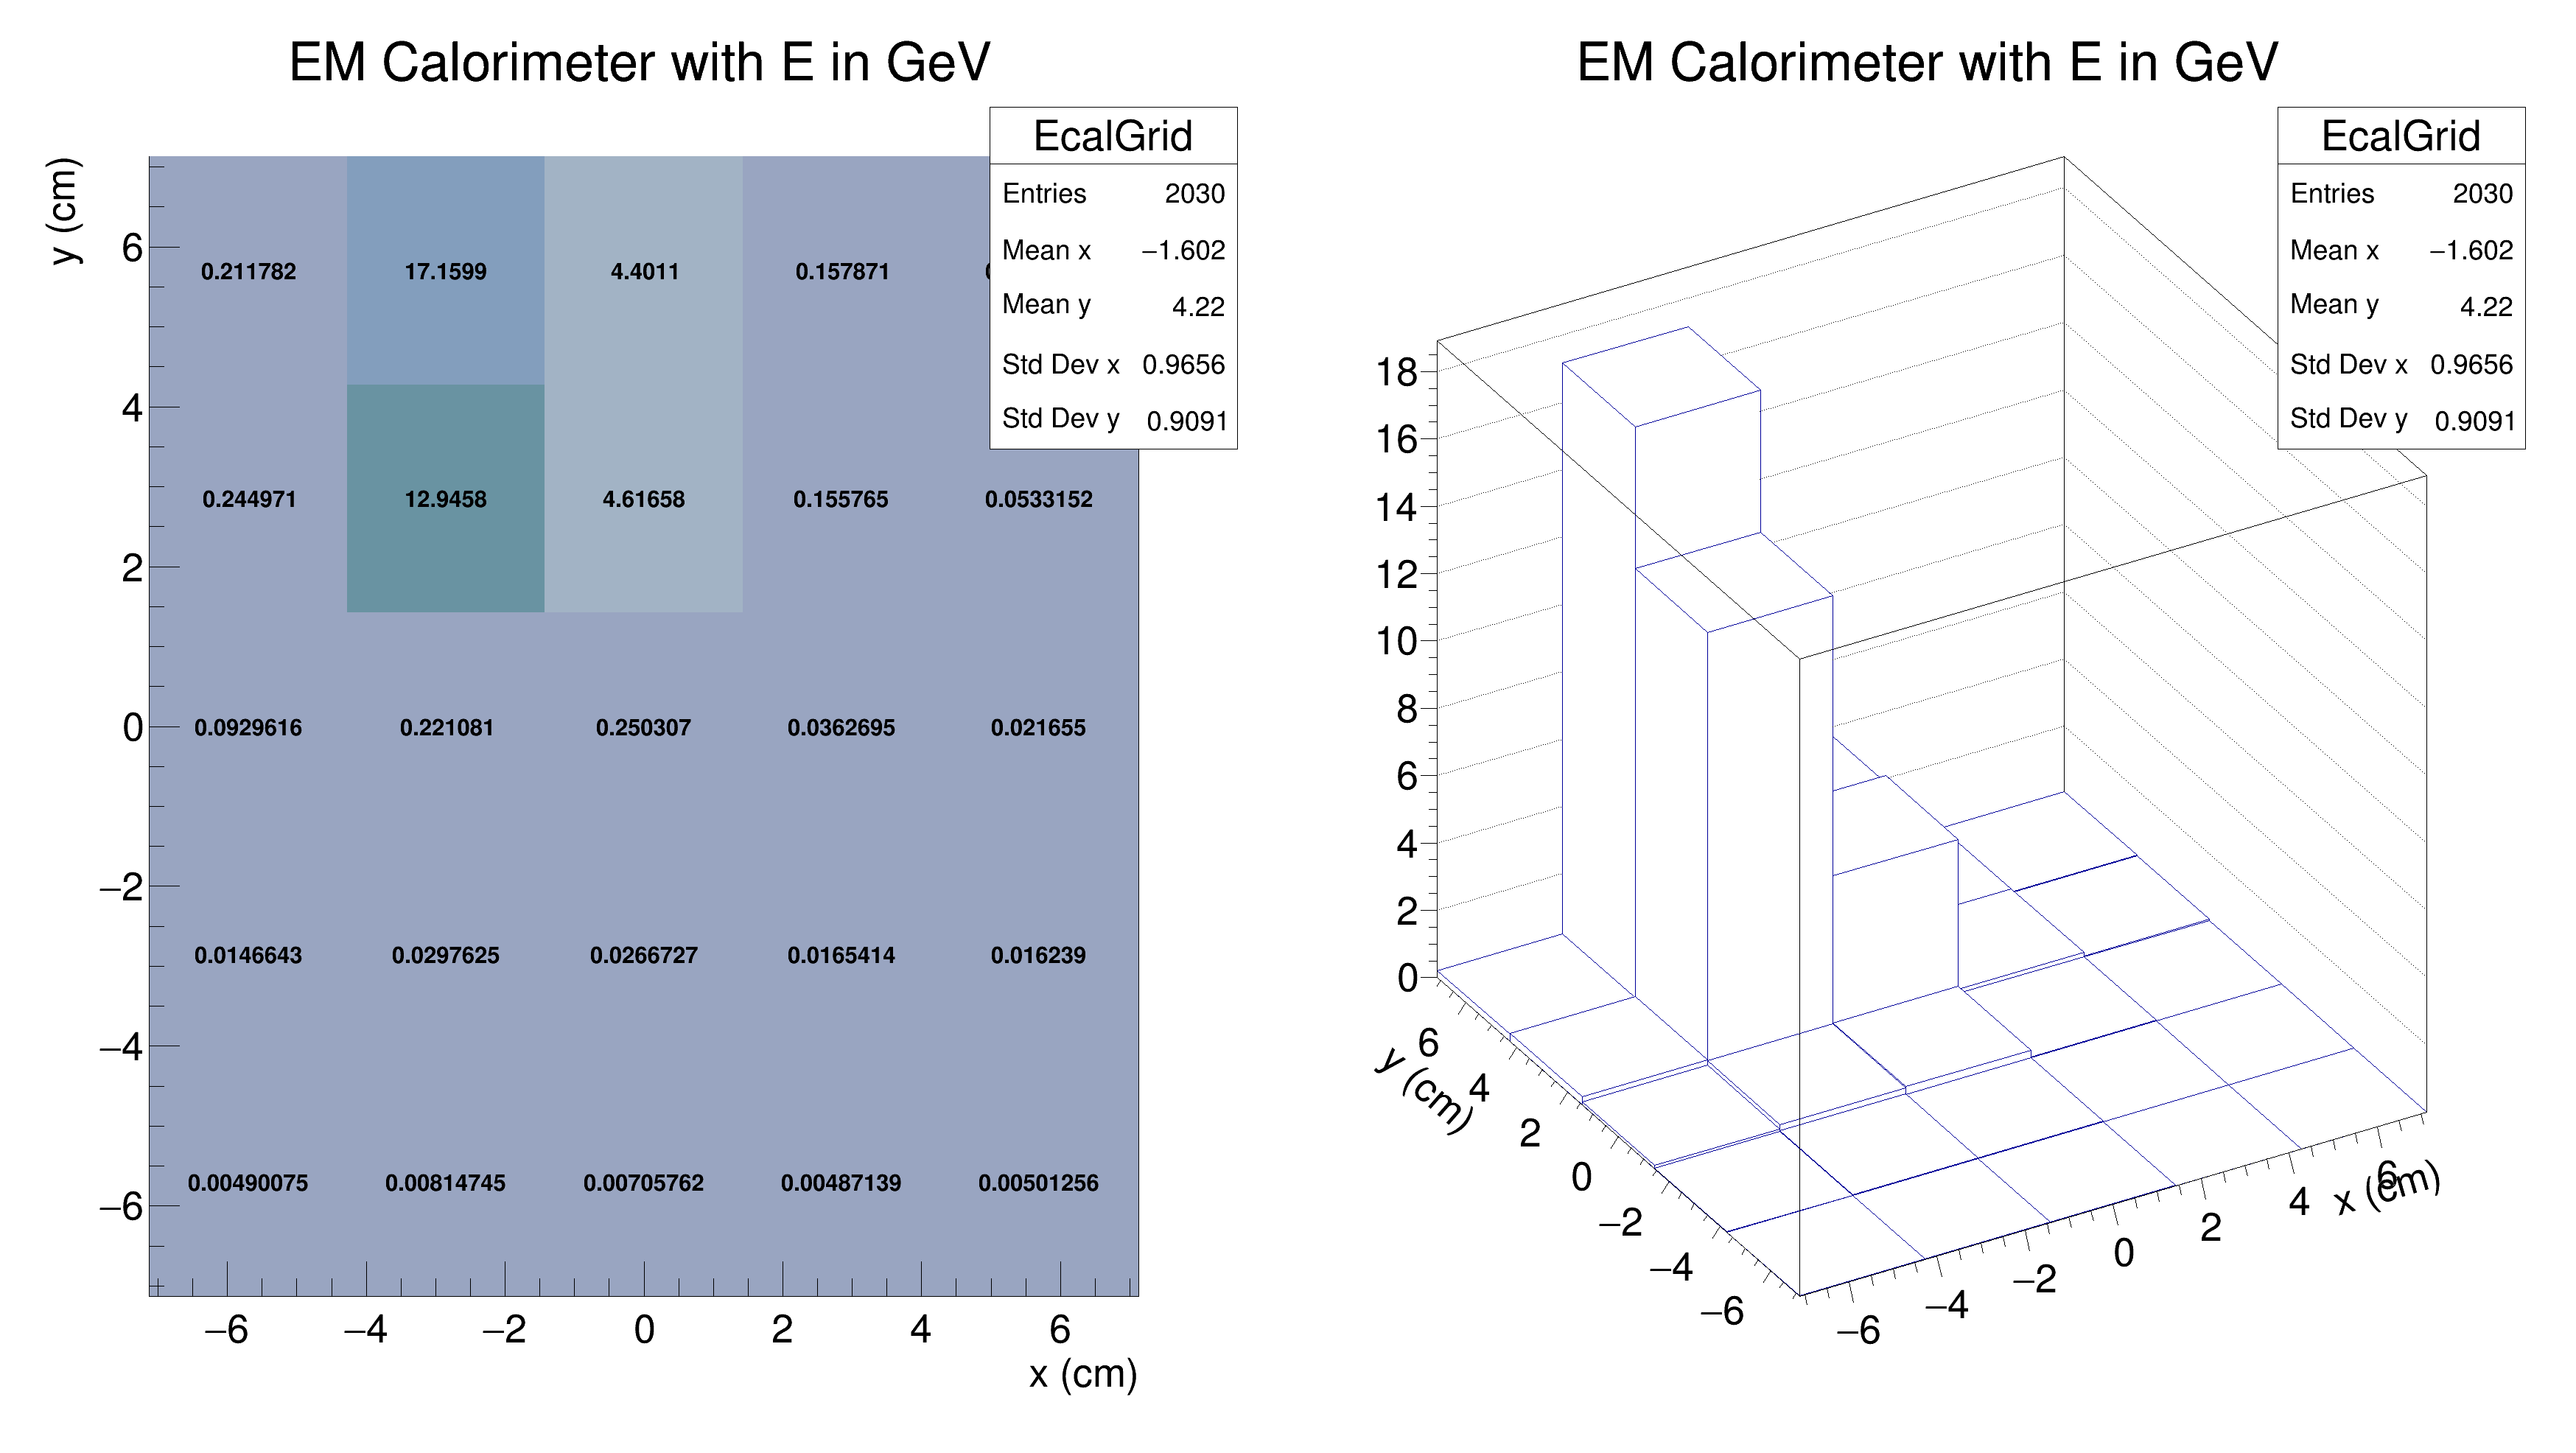 EM Calorimeter with E in GeV
EcalGrid
Entries 2030
Mean x −1.602
Mean y 4.22
Std Dev x 0.9656
Std Dev y 0.9091
y (cm)
6
4
2
0
−2
−4
−6
0.211782 17.1599 4.4011 0.157871
0.244971 12.9458 4.61658 0.155765 0.0533152
0.0929616 0.221081 0.250307 0.0362695 0.021655
0.0146643 0.0297625 0.0266727 0.0165414 0.016239
0.00490075 0.00814745 0.00705762 0.00487139 0.00501256
−6 −4 −2 0 2 4 6
x (cm)
EM Calorimeter with E in GeV
EcalGrid
Entries 2030
Mean x −1.602
Mean y 4.22
Std Dev x 0.9656
Std Dev y 0.9091
18
16
14
12
10
8
6
4
2
0
y (cm)
6
4
2
0
−2
−4
−6
−6 −4 −2 0 2 4 6
x (cm)